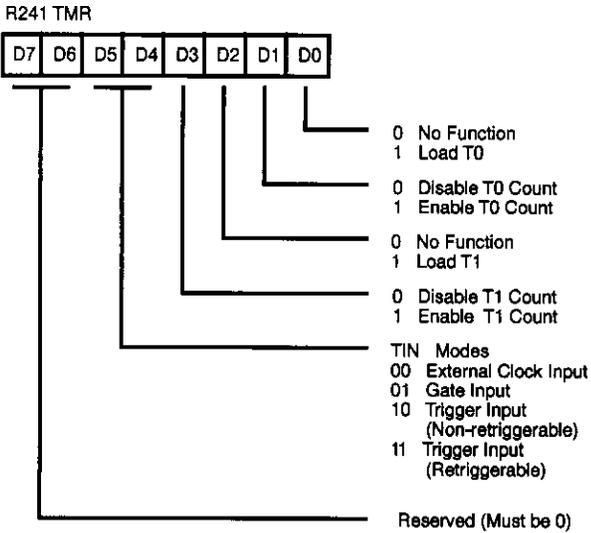 R241 TMR
D7 D6 D5 D4 D3 D2 D1 D0
0 No Function
1 Load T0
0 Disable T0 Count
1 Enable T0 Count
0 No Function
1 Load T1
0 Disable T1 Count
1 Enable T1 Count
TIN Modes
00 External Clock Input
01 Gate Input
10 Trigger Input
(Non-retriggerable)
11 Trigger Input
(Retriggerable)
Reserved (Must be 0)